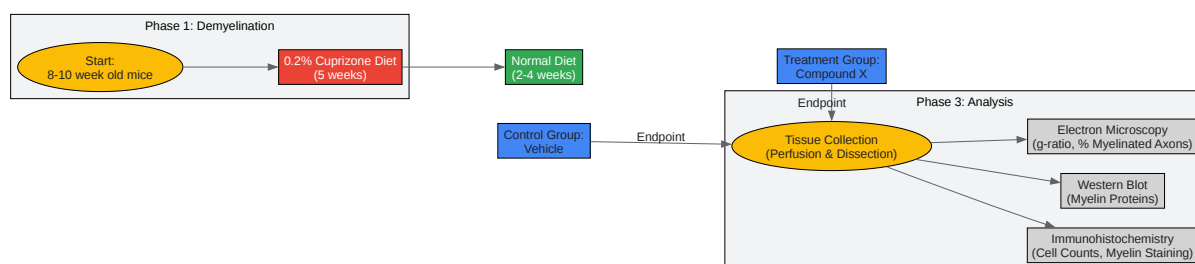 Phase 1: Demyelination
Start:
8-10 week old mice
0.2% Cuprizone Diet
(5 weeks)
Normal Diet
(2-4 weeks)
Treatment Group:
Compound X
Endpoint
Phase 3: Analysis
Control Group:
Vehicle
Endpoint
Tissue Collection
(Perfusion & Dissection)
Electron Microscopy
(g-ratio, % Myelinated Axons)
Western Blot
(Myelin Proteins)
Immunohistochemistry
(Cell Counts, Myelin Staining)